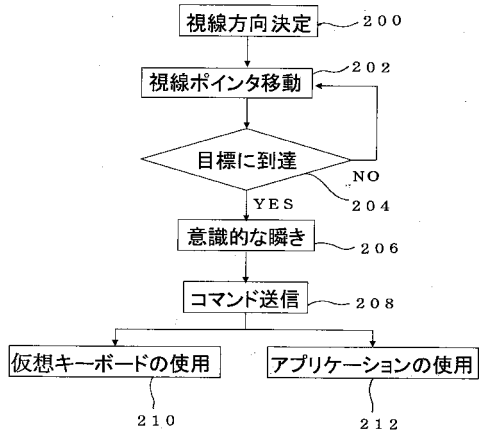 視線方向決定
200
視線ポインタ移動
202
目標に到達
NO
204
YES
意識的な瞬き
206
コマンド送信
208
仮想キーボードの使用
アプリケーションの使用
210
212